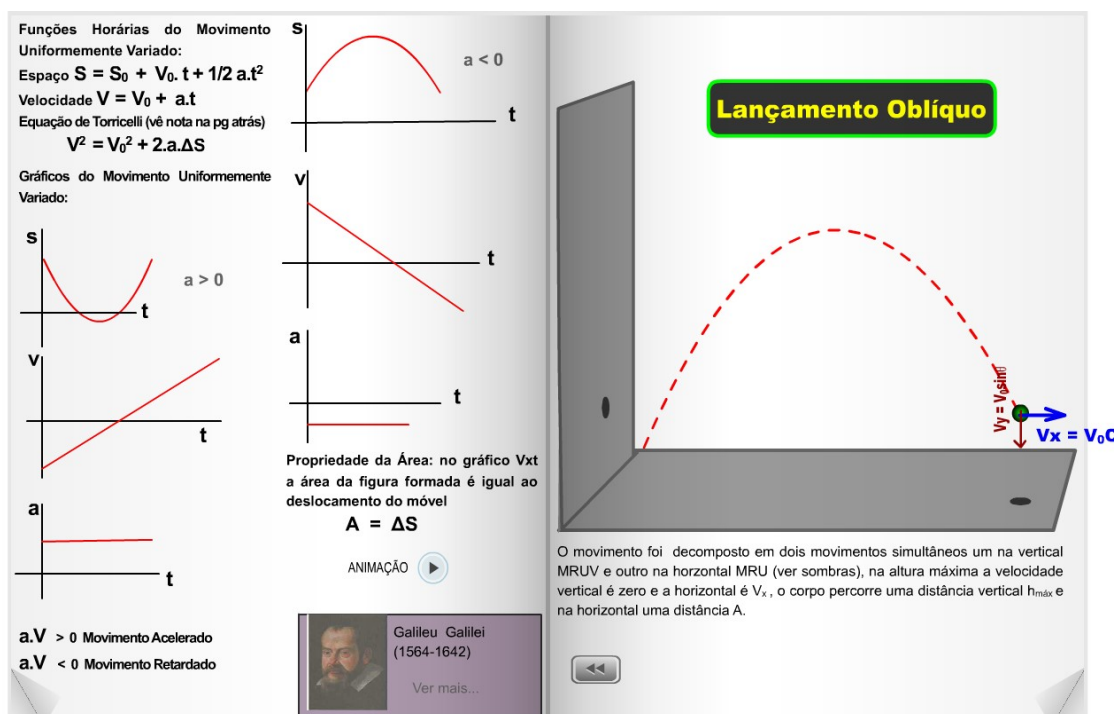 Funções Horárias do Movimento
Uniformemente Variado:
Espaço S = S₀ + V₀. t + 1/2 a.t²
Velocidade V = V₀ + a.t
Equação de Torricelli (vê nota na pg atrás)
V² = V₀² + 2.a.ΔS
Gráficos do Movimento Uniformemente
Variado:
s
a > 0
t
v
t
a
t
a.V > 0 Movimento Acelerado
a.V < 0 Movimento Retardado
s
a < 0
t
v
t
a
t
Propriedade da Área: no gráfico Vxt
a área da figura formada é igual ao
deslocamento do móvel
A = ΔS
ANIMAÇÃO
Galileu Galilei
(1564-1642)
Ver mais...
Lançamento Oblíquo
Vy = V₀sinθ
Vx = V₀c
O movimento foi decomposto em dois movimentos simultâneos um na vertical
MRUV e outro na horzontal MRU (ver sombras), na altura máxima a velocidade
vertical é zero e a horizontal é Vₓ , o corpo percorre uma distância vertical hₘáₓ e
na horizontal uma distância A.